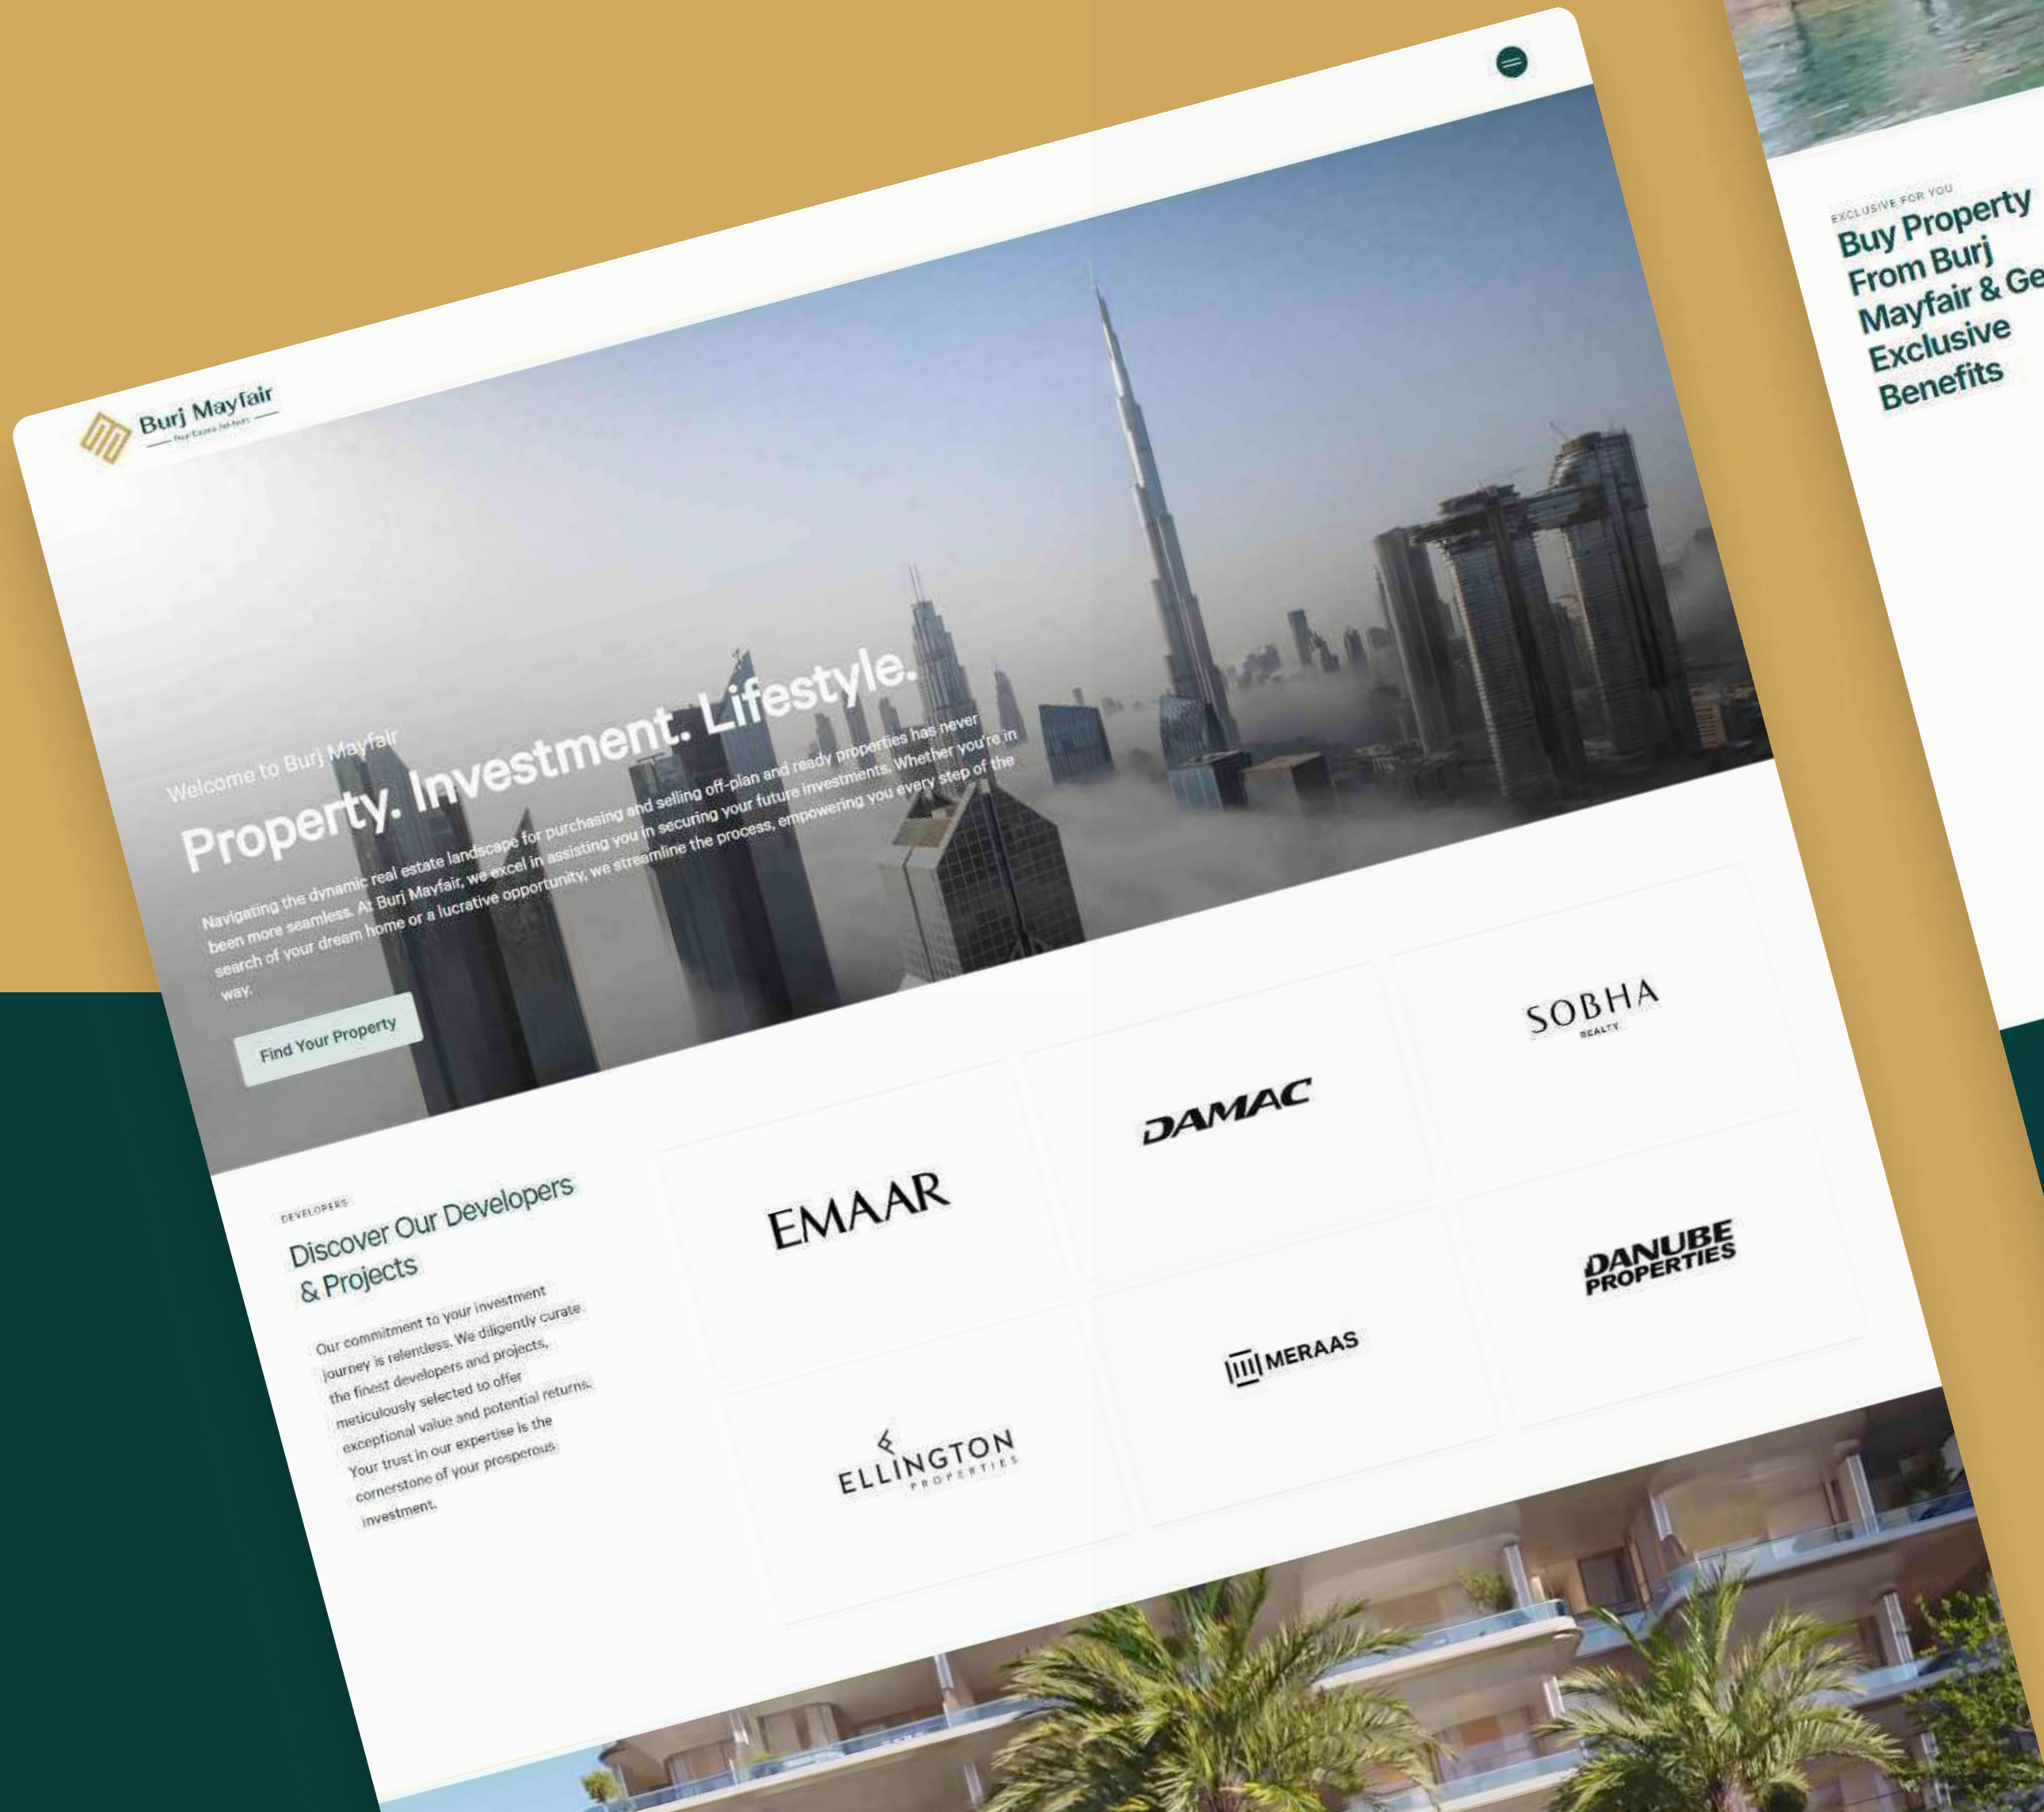 Burj Mayfair
Welcome to Burj Mayfair
Property. Investment. Lifestyle.
Navigating the dynamic real estate landscape for purchasing and selling off-plan and ready properties has never
been more seamless. At Burj Mayfair, we excel in assisting you in securing your future investments. Whether you're in
search of your dream home or a lucrative opportunity, we streamline the process, empowering you every step of the
way.
Find Your Property
DEVELOPERS
Discover Our Developers
& Projects
Our commitment to your investment
journey is relentless. We diligently curate
the finest developers and projects,
meticulously selected to offer
exceptional value and potential returns.
Your trust in our expertise is the
cornerstone of your prosperous
investment.
EMAAR
DAMAC
SOBHA
REALTY
ELLINGTON
PROPERTIES
MERAAS
DANUBE
PROPERTIES
EXCLUSIVE FOR YOU
Buy Property
From Burj
Mayfair & Ge
Exclusive
Benefits